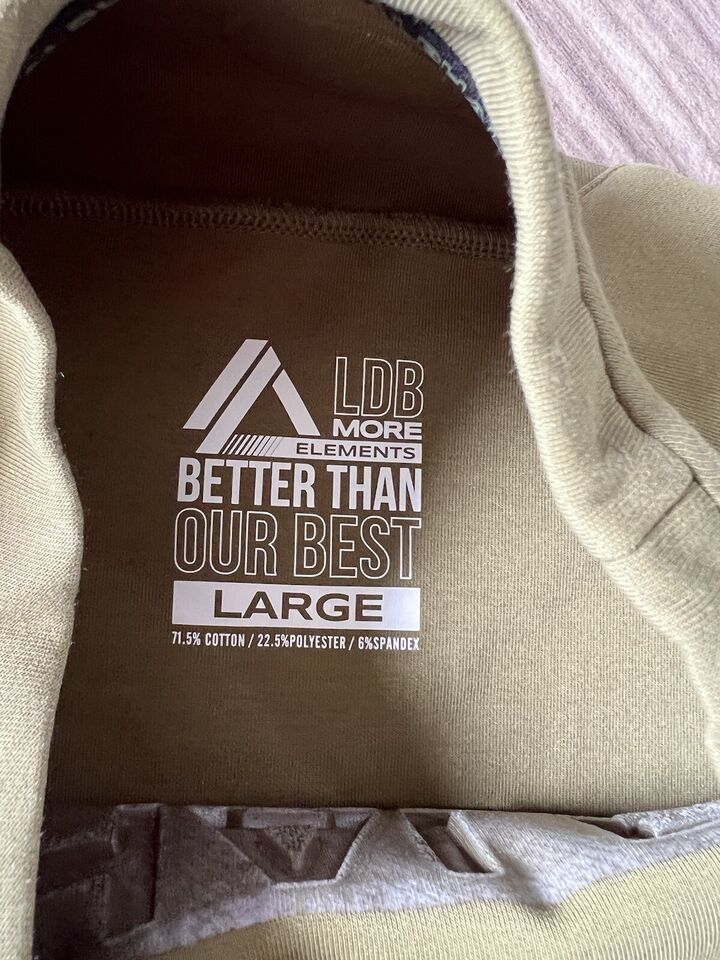 LDB
MORE
ELEMENTS
BETTER THAN
OUR BEST
LARGE
71.5% COTTON / 22.5%POLYESTER / 6%SPANDEX